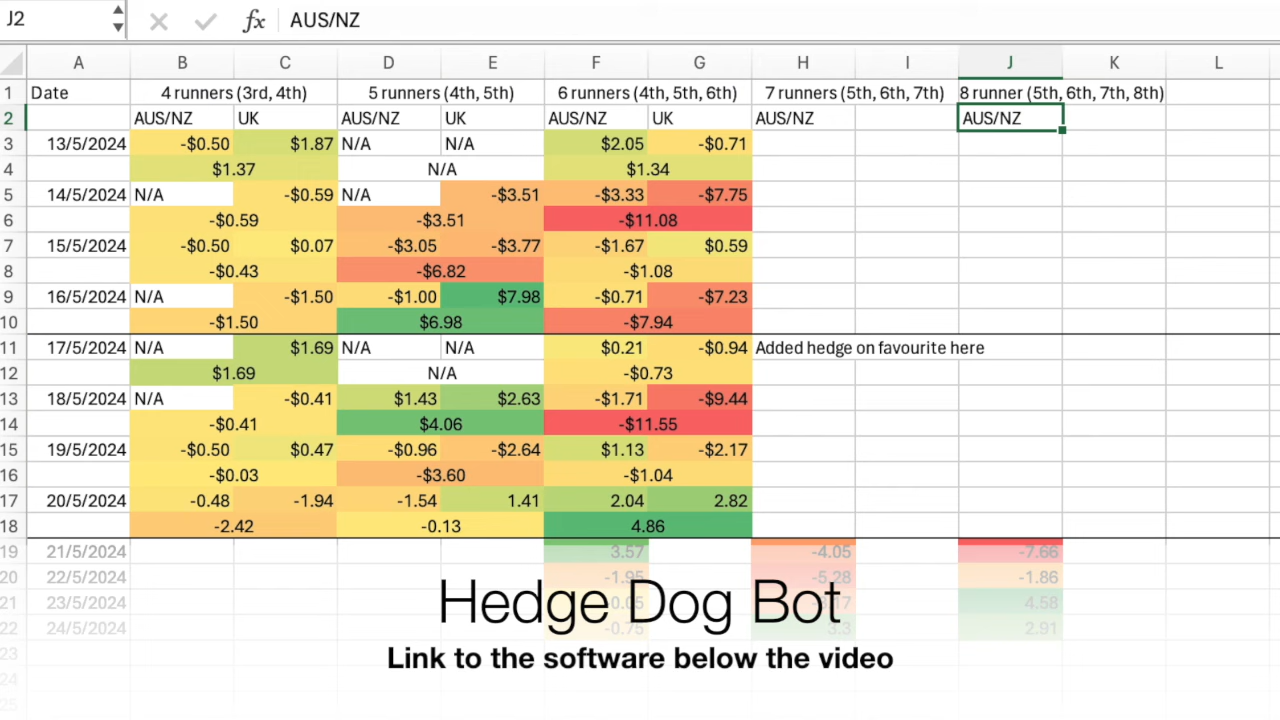 J2 fx AUS/NZ
A B C D E F G H I J K L
1 Date 4 runners (3rd, 4th) 5 runners (4th, 5th) 6 runners (4th, 5th, 6th) 7 runners (5th, 6th, 7th) 8 runner (5th, 6th, 7th, 8th)
2 AUS/NZ UK AUS/NZ UK AUS/NZ UK AUS/NZ AUS/NZ
3 13/5/2024 -$0.50 $1.87 N/A N/A $2.05 -$0.71
4 $1.37 N/A $1.34
5 14/5/2024 N/A -$0.59 N/A -$3.51 -$3.33 -$7.75
6 -$0.59 -$3.51 -$11.08
7 15/5/2024 -$0.50 $0.07 -$3.05 -$3.77 -$1.67 $0.59
8 -$0.43 -$6.82 -$1.08
9 16/5/2024 N/A -$1.50 -$1.00 $7.98 -$0.71 -$7.23
10 -$1.50 $6.98 -$7.94
11 17/5/2024 N/A $1.69 N/A N/A $0.21 -$0.94 Added hedge on favourite here
12 $1.69 N/A -$0.73
13 18/5/2024 N/A -$0.41 $1.43 $2.63 -$1.71 -$9.44
14 -$0.41 $4.06 -$11.55
15 19/5/2024 -$0.50 $0.47 -$0.96 -$2.64 $1.13 -$2.17
16 -$0.03 -$3.60 -$1.04
17 20/5/2024 -0.48 -1.94 -1.54 1.41 2.04 2.82
18 -2.42 -0.13 4.86
19 21/5/2024 3.57 -4.05 -7.66
20 22/5/2024 -1.95 -5.28 -1.86
21 23/5/2024 4.58
22 24/5/2024 -0.75 3.3 2.91
23
24
25
Hedge Dog Bot
Link to the software below the video